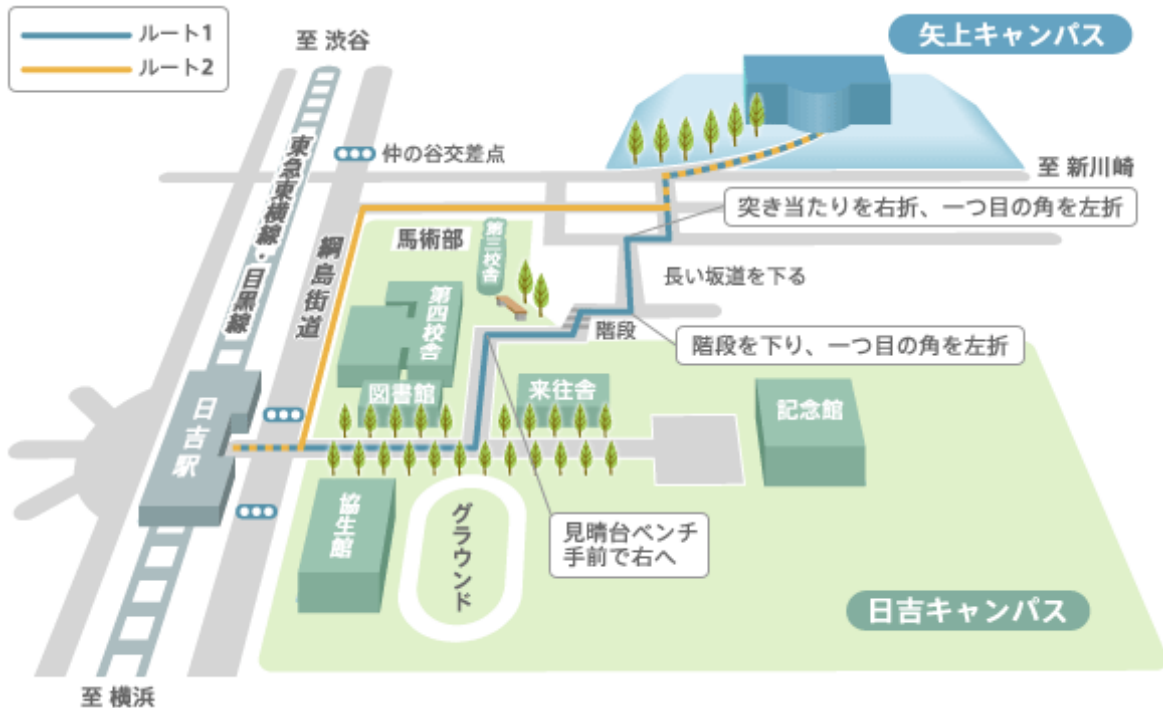 ルート1
ルート2
至 渋谷
矢上キャンパス
東急東横線・目黒線
仲の谷交差点
至 新川崎
綱島街道
突き当たりを右折、一つ目の角を左折
馬術部
第三校舎
長い坂道を下る
第四校舎
階段
階段を下り、一つ目の角を左折
図書館
来往舎
記念館
日吉駅
協生館
グラウンド
見晴台ベンチ
手前で右へ
日吉キャンパス
至 横浜